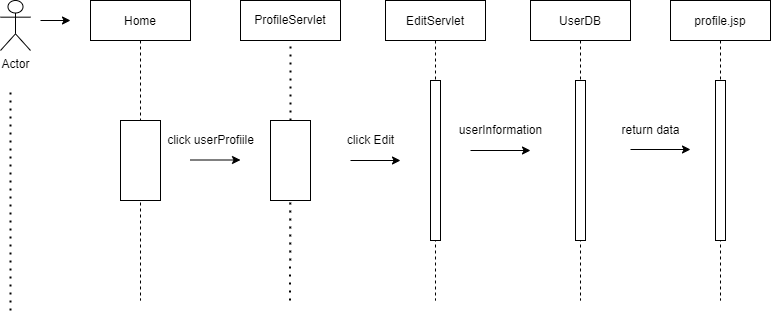 Home
ProfileServlet
EditServlet
UserDB
profile.jsp
Actor
click userProfiile
click Edit
userInformation
return data